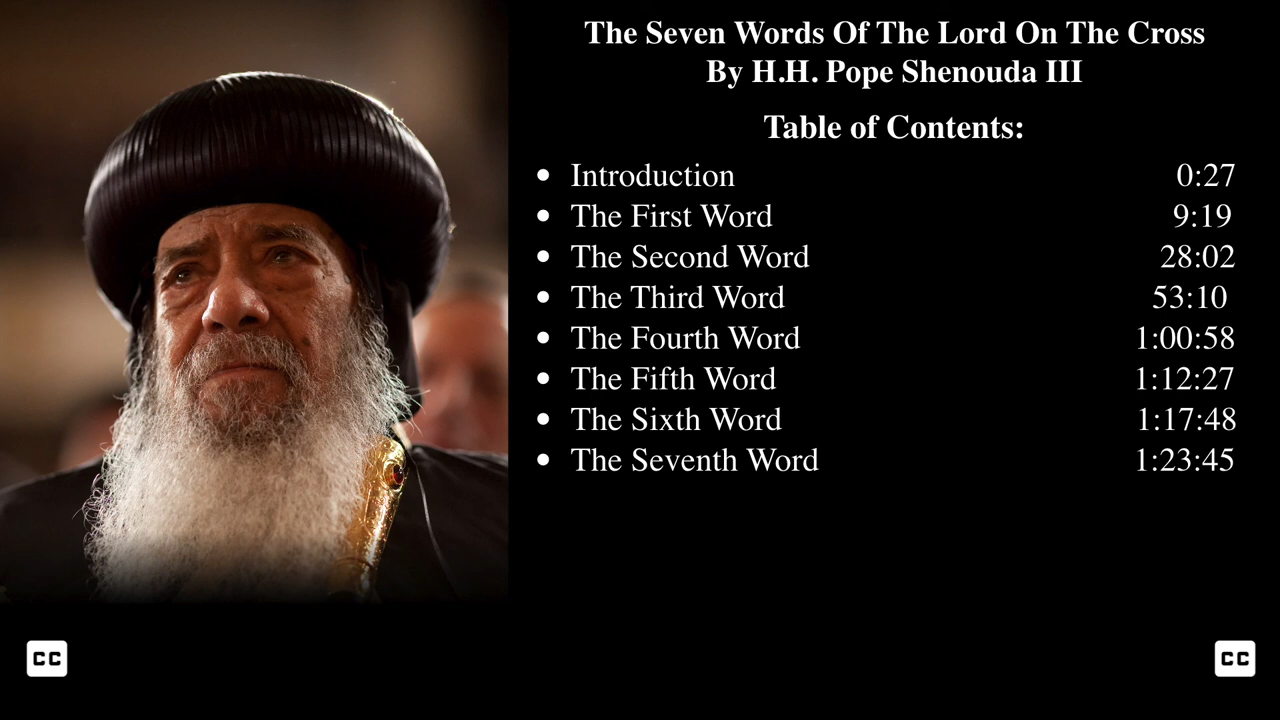 The Seven Words Of The Lord On The Cross
By H.H. Pope Shenouda III
Table of Contents:
• Introduction 0:27
• The First Word 9:19
• The Second Word 28:02
• The Third Word 53:10
• The Fourth Word 1:00:58
• The Fifth Word 1:12:27
• The Sixth Word 1:17:48
• The Seventh Word 1:23:45
CC CC